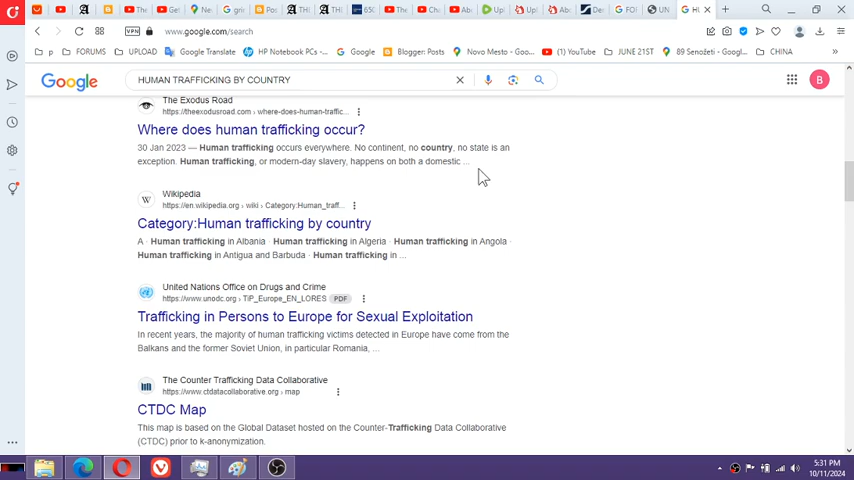 UN
www.google.com/search
VPN
p
FORUMS
UPLOAD
Google Translate
HP Notebook PC -...
Google
Blogger: Posts
Novo Mesto - Goo...
(1) YouTube
JUNE 21ST
89 Senožeti - Googl...
CHINA
Google
HUMAN TRAFFICKING BY COUNTRY
B
The Exodus Road
https://theexodusroad.com › where-does-human-traffic...
Where does human trafficking occur?
30 Jan 2023 — Human trafficking occurs everywhere. No continent, no country, no state is an
exception. Human trafficking, or modern-day slavery, happens on both a domestic ...
W
Wikipedia
https://en.wikipedia.org › wiki › Category:Human_traff...
Category:Human trafficking by country
A · Human trafficking in Albania · Human trafficking in Algeria · Human trafficking in Angola ·
Human trafficking in Antigua and Barbuda · Human trafficking in ...
United Nations Office on Drugs and Crime
https://www.unodc.org › TiP_Europe_EN_LORES PDF
Trafficking in Persons to Europe for Sexual Exploitation
In recent years, the majority of human trafficking victims detected in Europe have come from the
Balkans and the former Soviet Union, in particular Romania, ...
The Counter Trafficking Data Collaborative
https://www.ctdatacollaborative.org › map
CTDC Map
This map is based on the Global Dataset hosted on the Counter-Trafficking Data Collaborative
(CTDC) prior to k-anonymization.
5:31 PM
10/11/2024